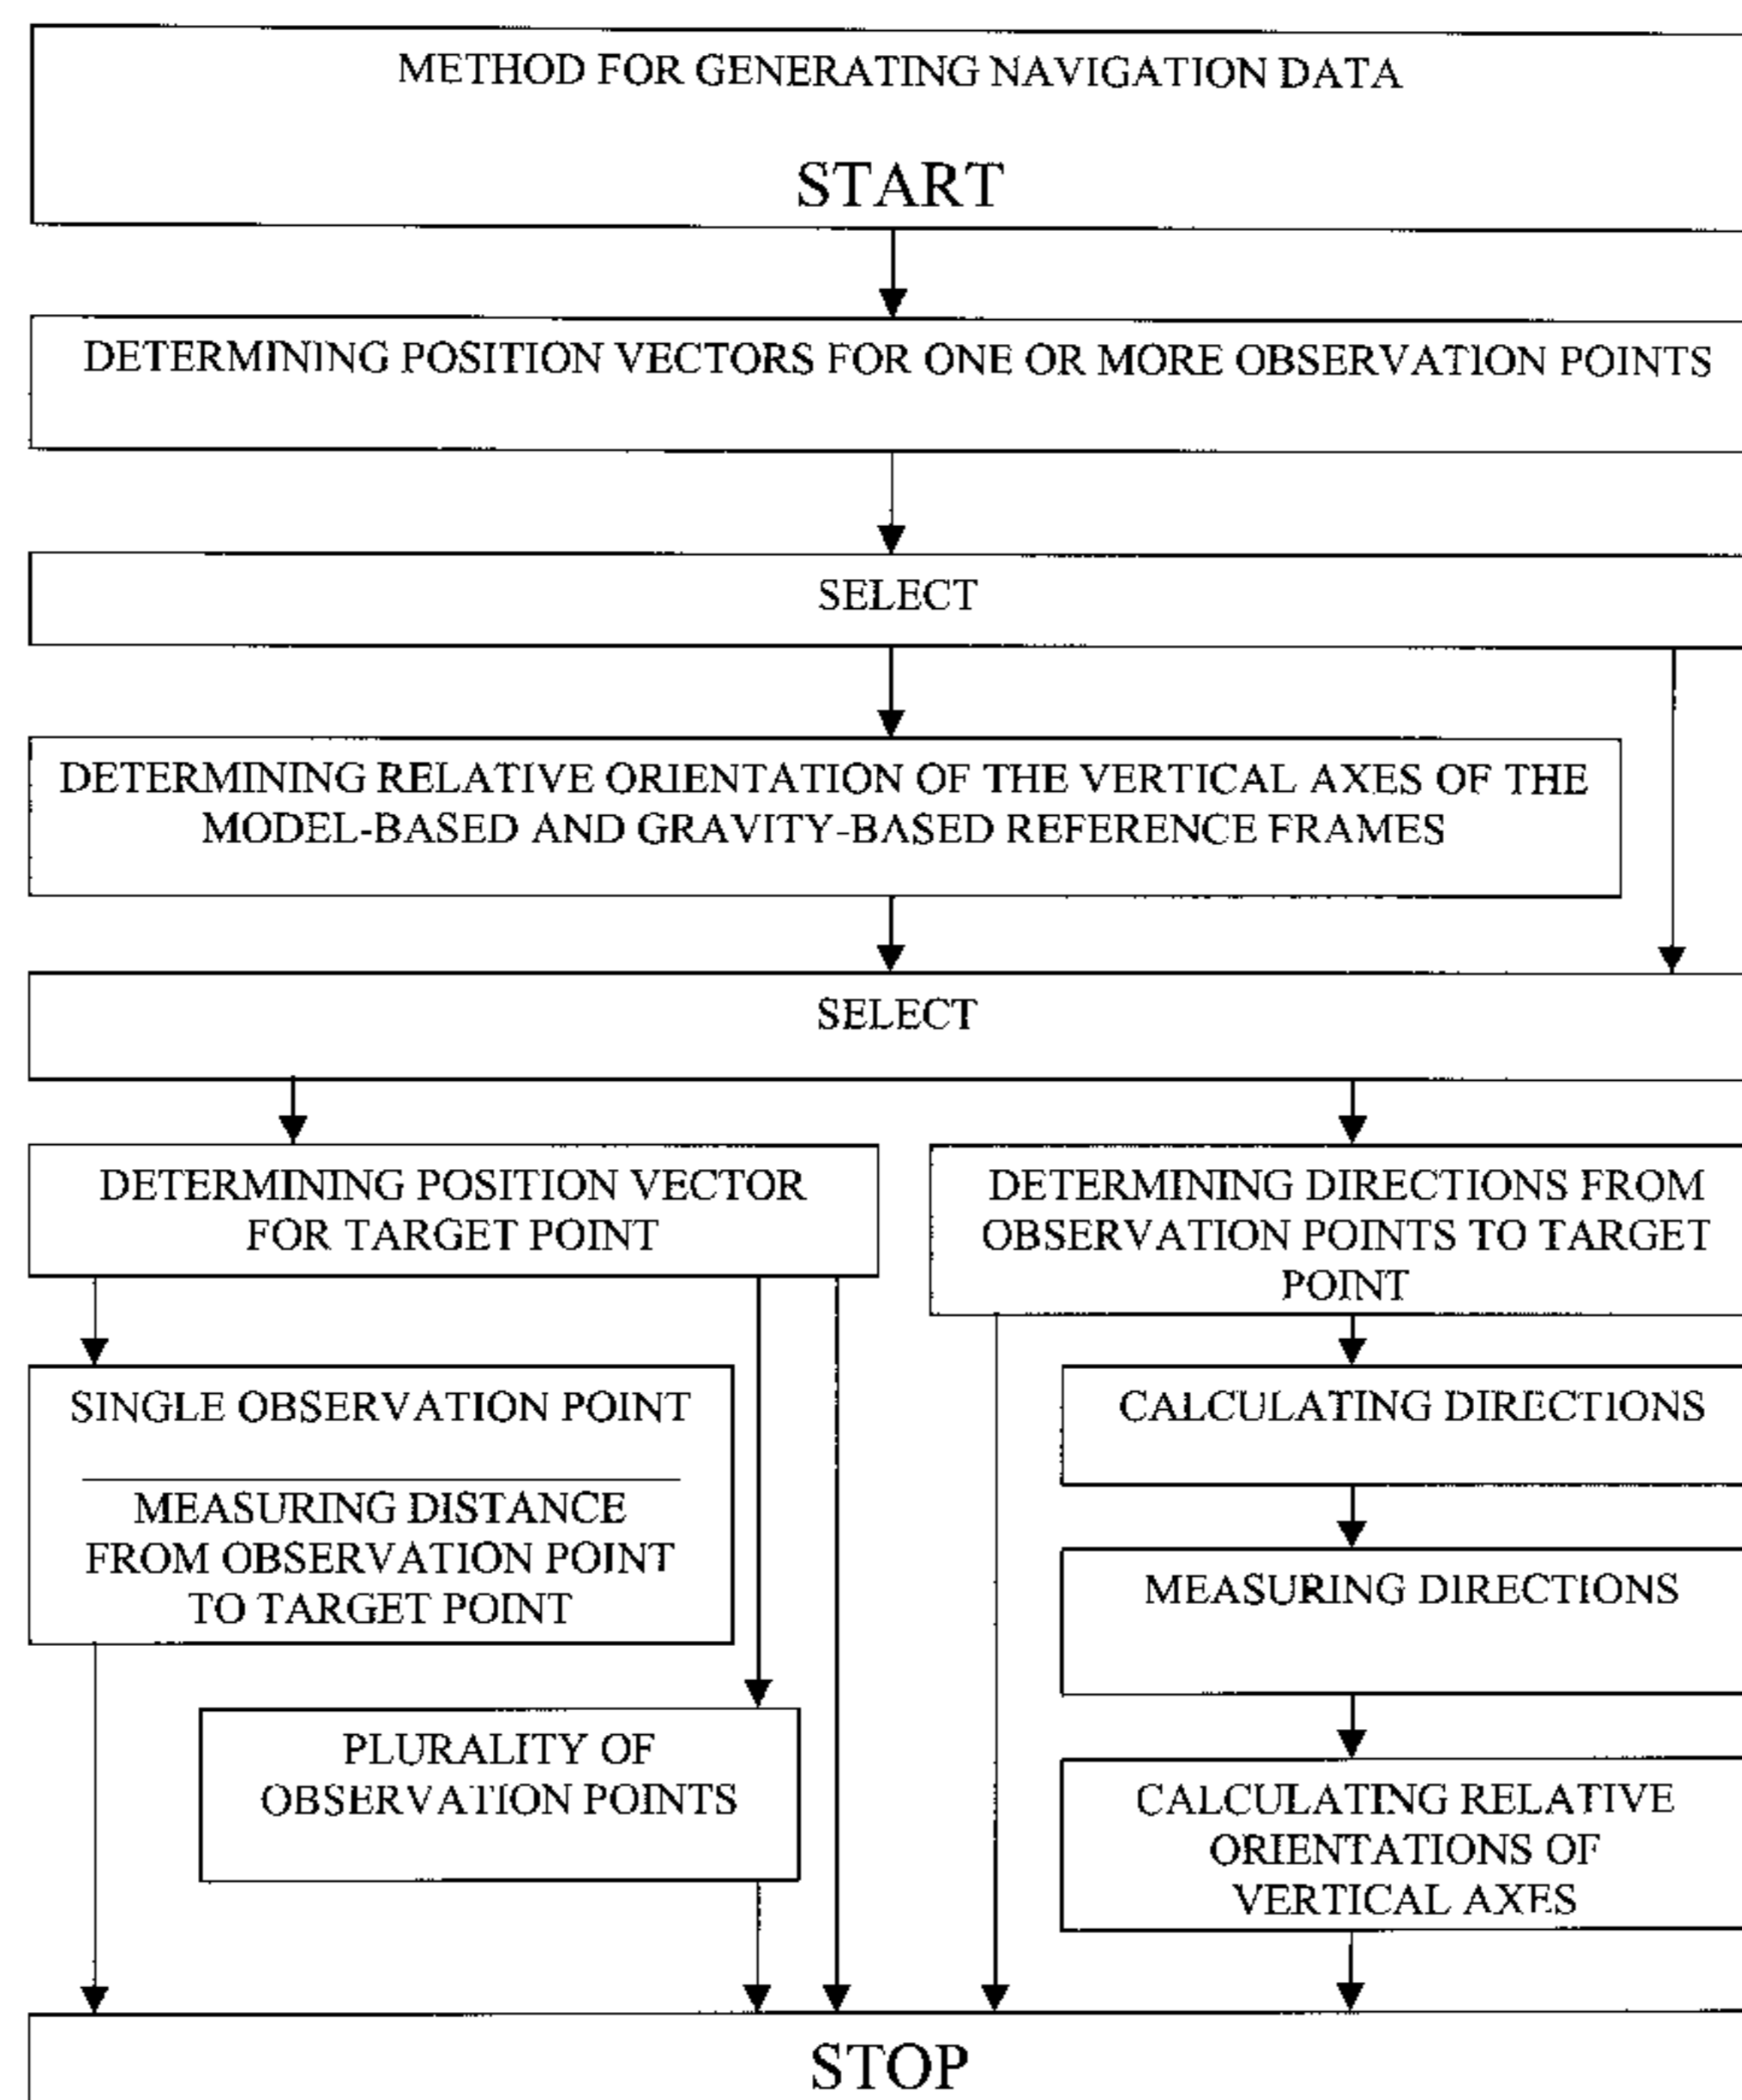 METHOD FOR GENERATING NAVIGATION DATA
START
DETERMINING POSITION VECTORS FOR ONE OR MORE OBSERVATION POINTS
SELECT
DETERMINING RELATIVE ORIENTATION OF THE VERTICAL AXES OF THE
MODEL-BASED AND GRAVITY-BASED REFERENCE FRAMES
SELECT
DETERMINING POSITION VECTOR
FOR TARGET POINT
SINGLE OBSERVATION POINT
MEASURING DISTANCE
FROM OBSERVATION POINT
TO TARGET POINT
PLURALITY OF
OBSERVATION POINTS
DETERMINING DIRECTIONS FROM
OBSERVATION POINTS TO TARGET
POINT
CALCULATING DIRECTIONS
MEASURING DIRECTIONS
CALCULATING RELATIVE
ORIENTATIONS OF
VERTICAL AXES
STOP